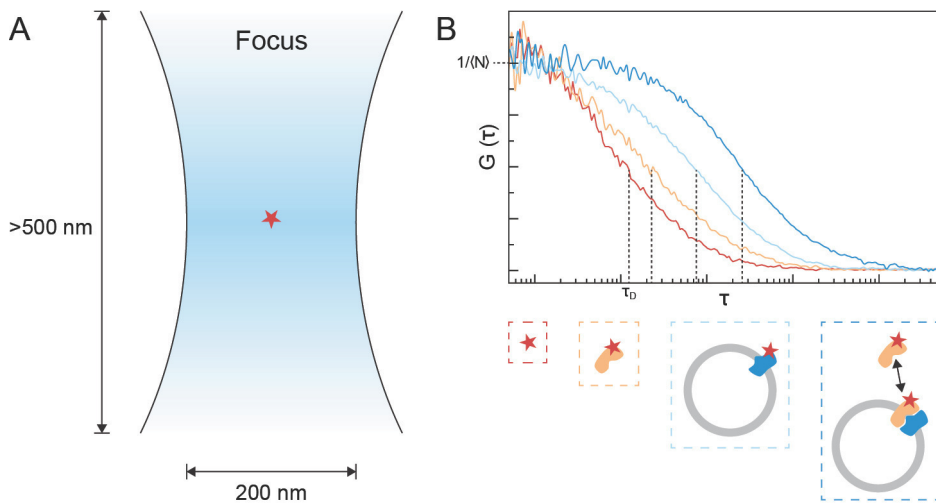 A
Focus
>500 nm
200 nm
B
1/⟨N⟩
G (τ)
τD
τ